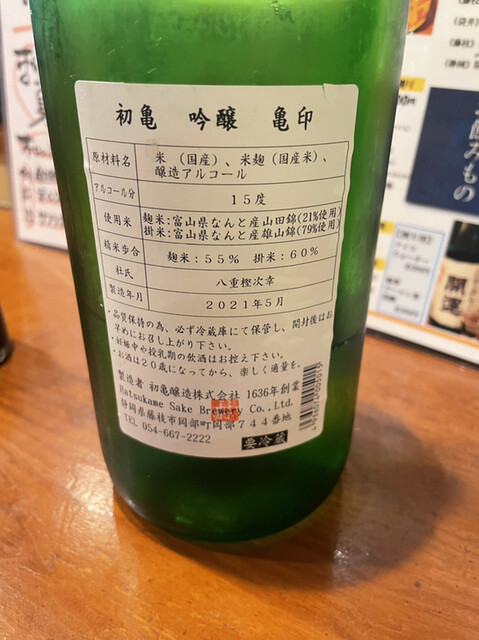 初亀 吟醸 亀印
原材料名 米 (国産)、米麹(国産米)、
醸造アルコール
アルコール分 15度
使用米 麹米:富山県なんと産山田錦(21%使用)
掛米:富山県なんと産雄山錦(79%使用)
精米歩合 麹米:55% 掛米:60%
杜氏 八重樫次幸
製造年月 2021年5月
・品質保持の為、必ず冷蔵庫にて保管し、開封後はお
早めにお召し上がり下さい。
・妊娠中や授乳期の飲酒はお控え下さい。
・お酒は20歳になってから、楽しく適量を。
製造者 初亀醸造株式会社 1636年創業
Hatsukame Sake Brewery Co., Ltd.
静岡県藤枝市岡部町岡部744番地
TEL 054-667-2222
要冷蔵
飲みもの
開運